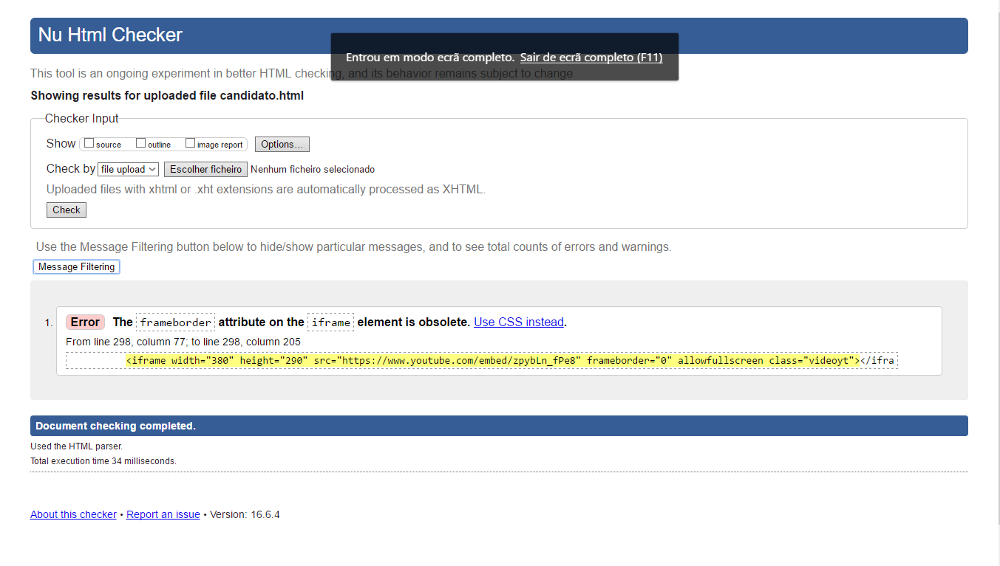 Nu Html Checker
Entrou em modo ecrã completo. Sair de ecrã completo (F11)
This tool is an ongoing experiment in better HTML checking, and its behavior remains subject to change
Showing results for uploaded file candidato.html
Checker Input
Show source outline image report Options...
Check by file upload Escolher ficheiro Nenhum ficheiro selecionado
Uploaded files with xhtml or .xht extensions are automatically processed as XHTML.
Check
Use the Message Filtering button below to hide/show particular messages, and to see total counts of errors and warnings.
Message Filtering
1. Error The frameborder attribute on the iframe element is obsolete. Use CSS instead.
From line 298, column 77; to line 298, column 205
<iframe width="380" height="290" src="https://www.youtube.com/embed/zpybLn_fPe8" frameborder="0" allowfullscreen class="videoyt"></ifra
Document checking completed.
Used the HTML parser.
Total execution time 34 milliseconds.
About this checker • Report an issue • Version: 16.6.4